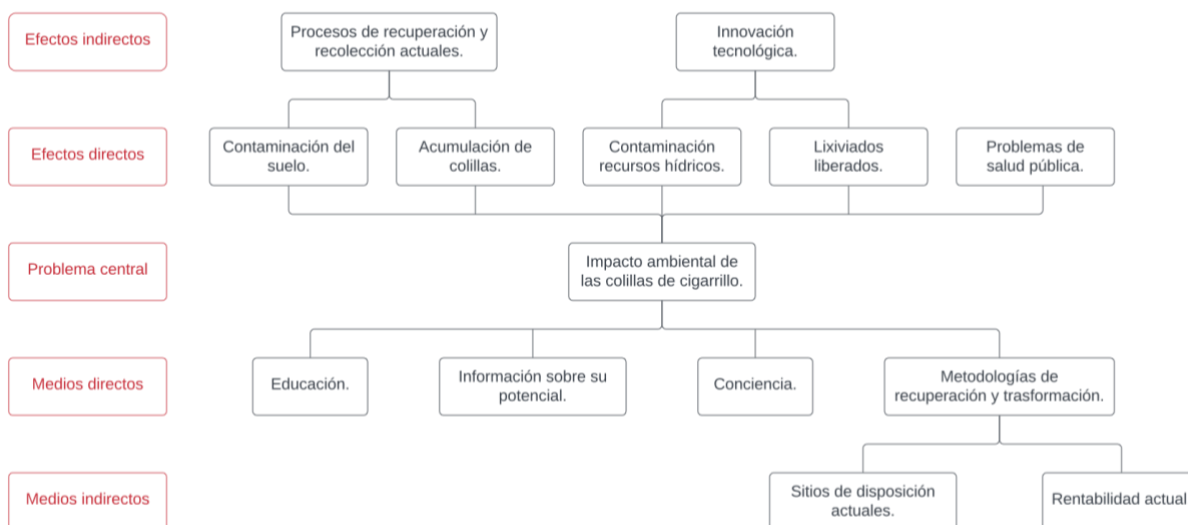 Efectos indirectos
Procesos de recuperación y
recolección actuales.
Innovación
tecnológica.
Efectos directos
Contaminación del
suelo.
Acumulación de
colillas.
Contaminación
recursos hídricos.
Lixiviados
liberados.
Problemas de
salud pública.
Problema central
Impacto ambiental de
las colillas de cigarrillo.
Medios directos
Educación.
Información sobre su
potencial.
Conciencia.
Metodologías de
recuperación y trasformación.
Medios indirectos
Sitios de disposición
actuales.
Rentabilidad actual